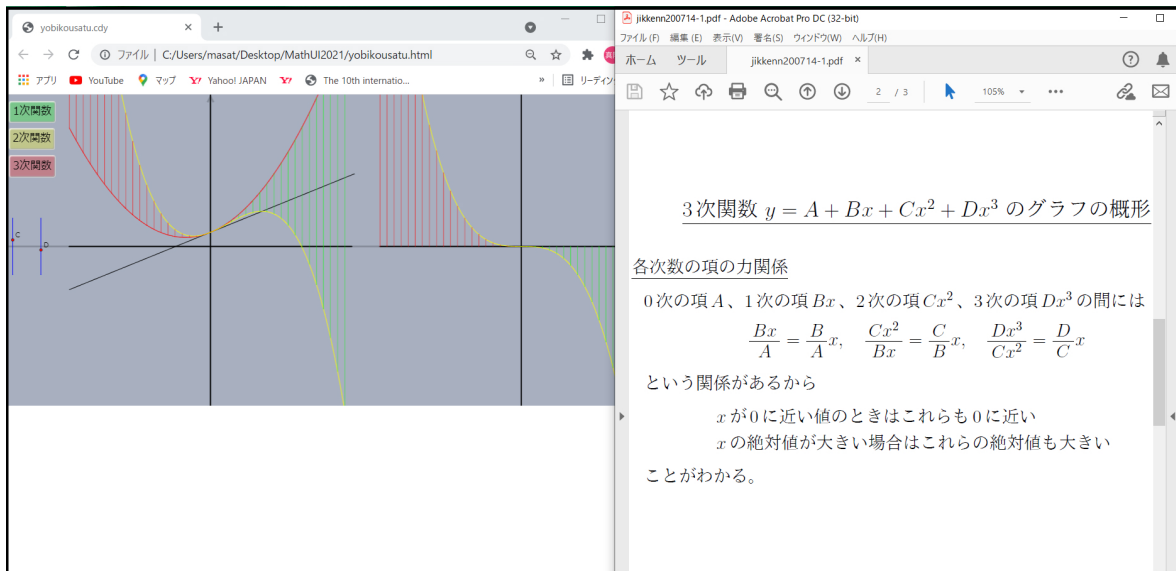 yobikousatu.cdy
ファイル | C:/Users/masat/Desktop/MathUI2021/yobikousatu.html
アプリ YouTube マップ Yahoo! JAPAN The 10th internatio... » リーディン
1次関数
2次関数
3次関数
C
D
jikkenn200714-1.pdf - Adobe Acrobat Pro DC (32-bit)
ファイル(F) 編集(E) 表示(V) 署名(S) ウィンドウ(W) ヘルプ(H)
ホーム ツール jikkenn200714-1.pdf ×
2 / 3 105%
3次関数 y = A + Bx + Cx² + Dx³ のグラフの概形
各次数の項の力関係
0次の項 A、1次の項 Bx、2次の項 Cx²、3次の項 Dx³ の間には
Bx/A = B/A x, Cx²/Bx = C/B x, Dx³/Cx² = D/C x
という関係があるから
x が 0 に近い値のときはこれらも 0 に近い
x の絶対値が大きい場合はこれらの絶対値も大きい
ことがわかる。